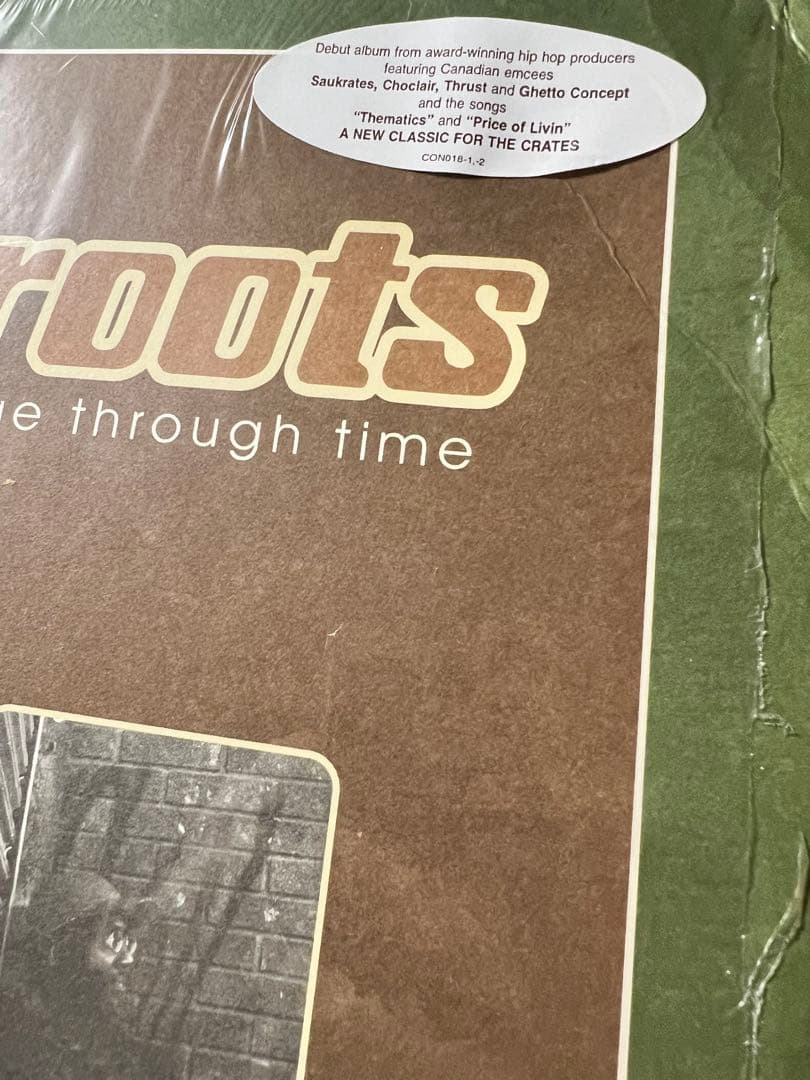 Debut album from award-winning hip hop producers
featuring Canadian emcees
Saukrates, Choclair, Thrust and Ghetto Concept
and the songs
"Thematics" and "Price of Livin"
A NEW CLASSIC FOR THE CRATES
CON018-1,-2
roots
through time